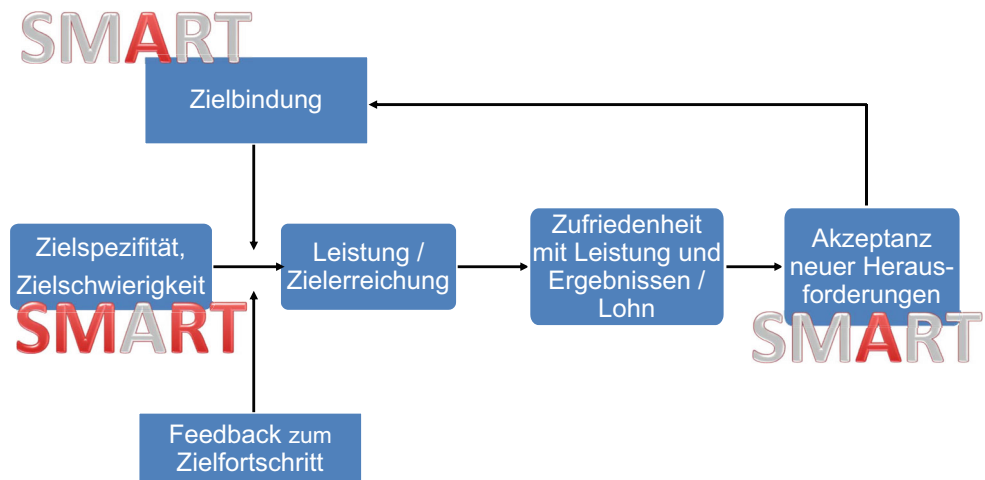 SMART
Zielbindung
Zielspezifität,
Zielschwierigkeit
SMART
Leistung /
Zielerreichung
Zufriedenheit
mit Leistung und
Ergebnissen /
Lohn
Akzeptanz
neuer Heraus-
forderungen
SMART
Feedback zum
Zielfortschritt